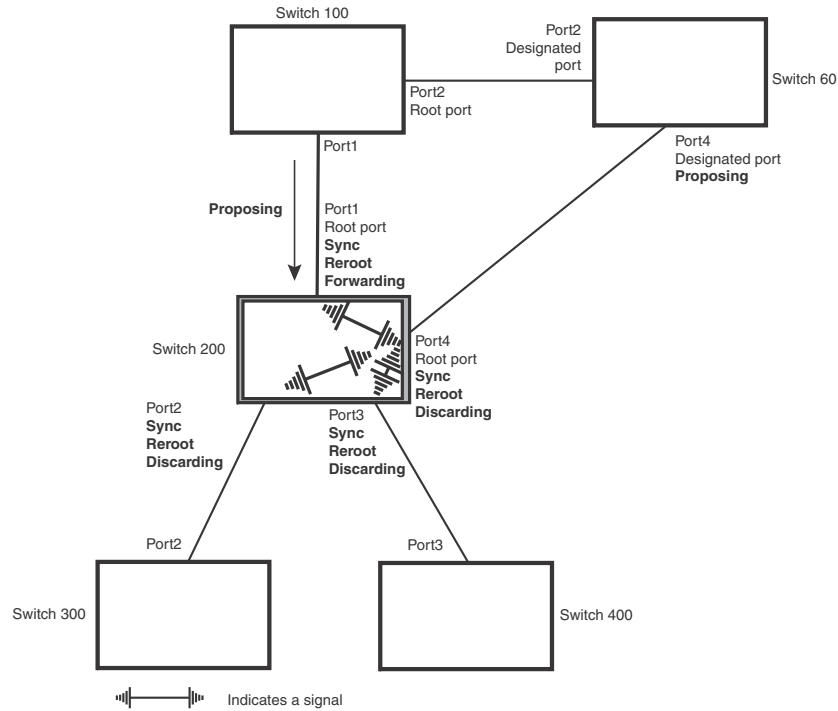 Switch 100
Port2
Designated
port
Switch 60
Port2
Root port
Port1
Port4
Designated port
Proposing
Proposing
Port1
Root port
Sync
Reroot
Forwarding
Switch 200
Port4
Root port
Sync
Reroot
Discarding
Port2
Sync
Reroot
Discarding
Port3
Sync
Reroot
Discarding
Port2
Port3
Switch 300
Switch 400
Indicates a signal